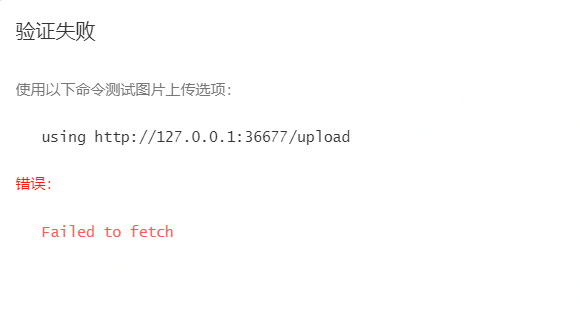 验证失败
使用以下命令测试图片上传选项:
using http://127.0.0.1:36677/upload
错误:
Failed to fetch